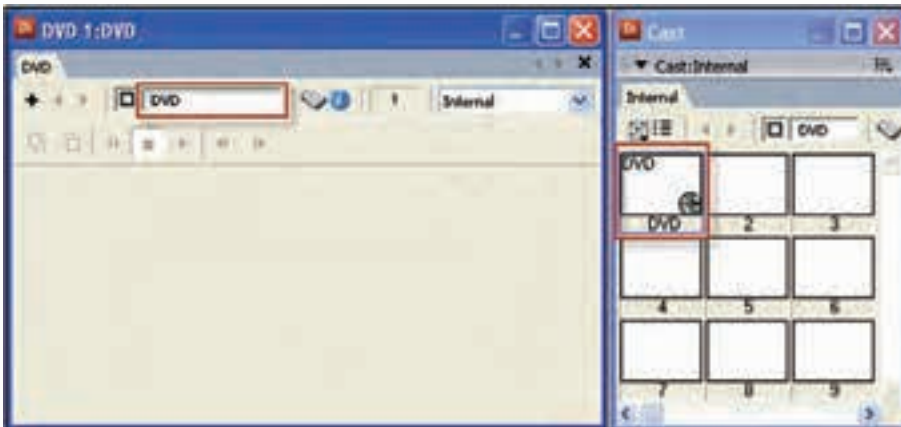 DVD 1:DVD
DVD
DVD
1
Internal
Cast
Cast:Internal
Internal
DVD
DVD
DVD
2
3
4
5
6
7
8
9